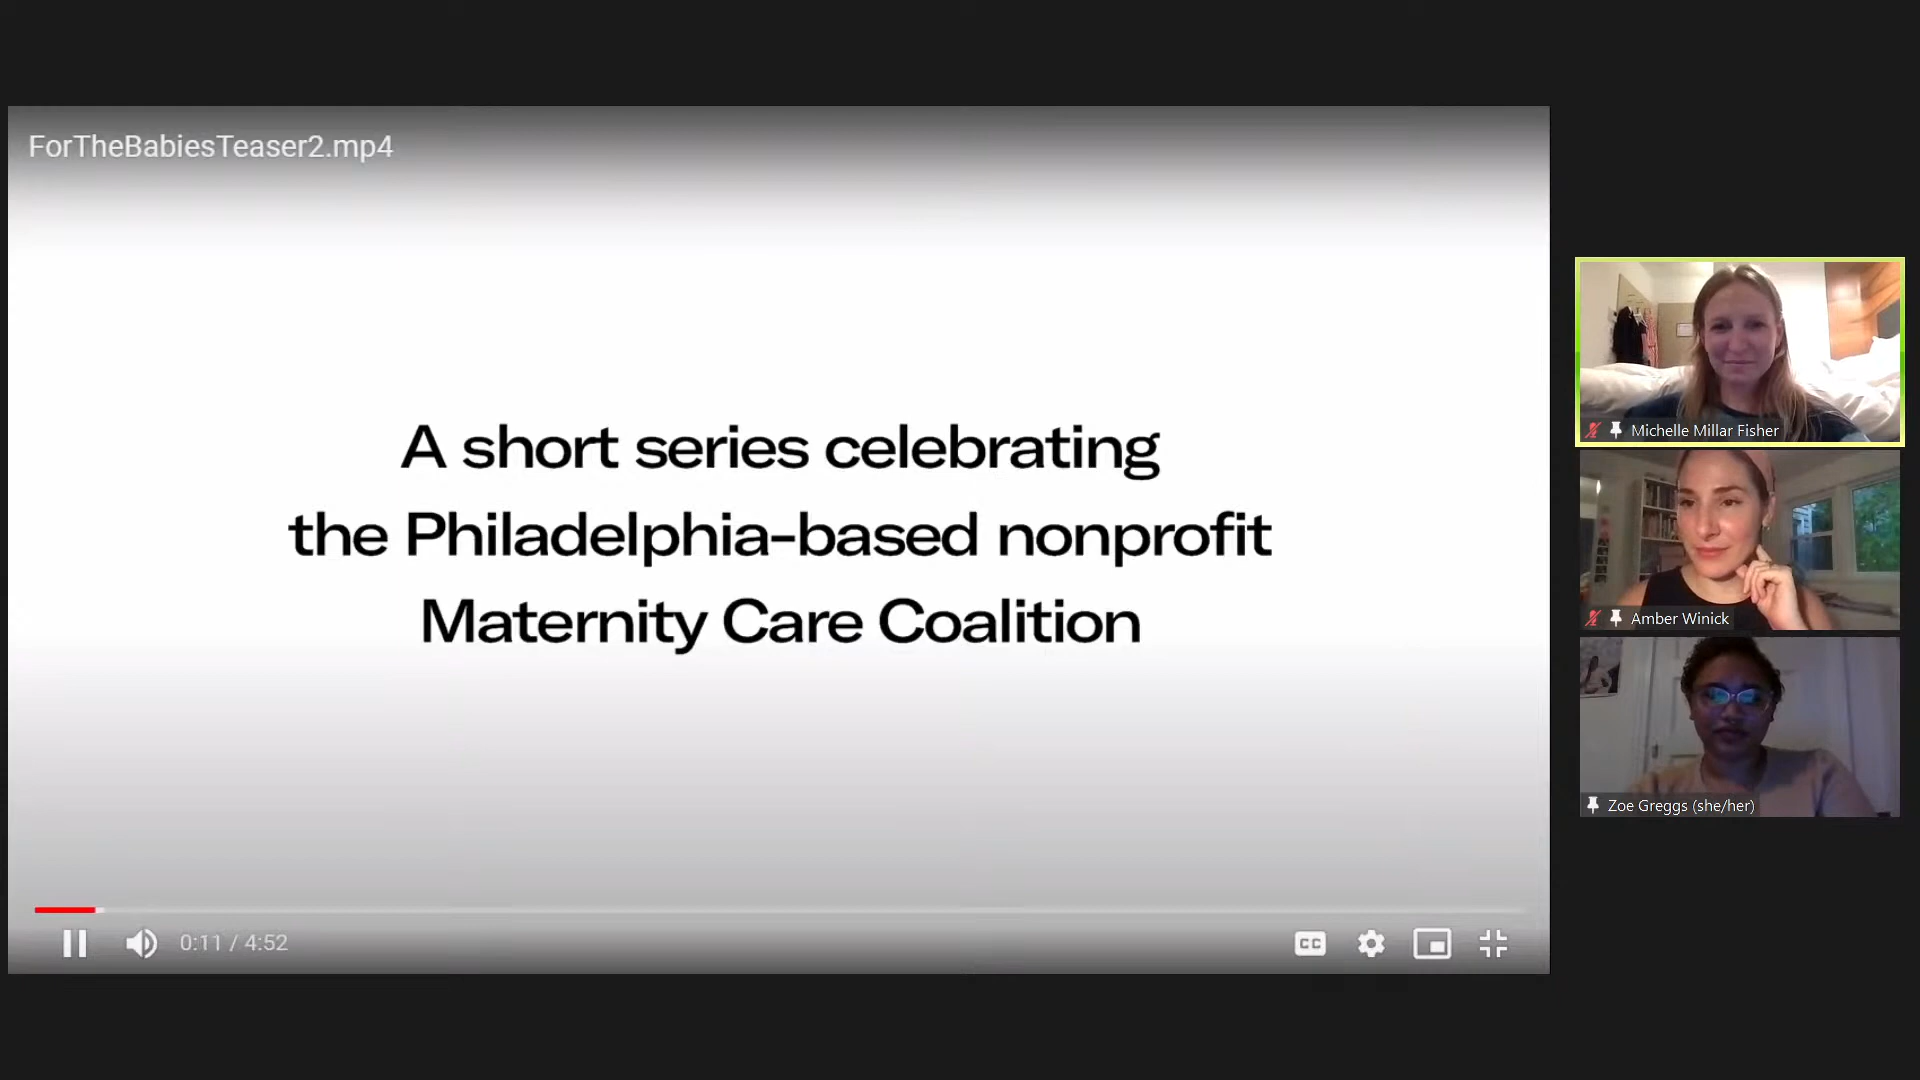 ForTheBabiesTeaser2.mp4
A short series celebrating
the Philadelphia-based nonprofit
Maternity Care Coalition
0:11 / 4:52
CC
Michelle Millar Fisher
Amber Winick
Zoe Greggs (she/her)